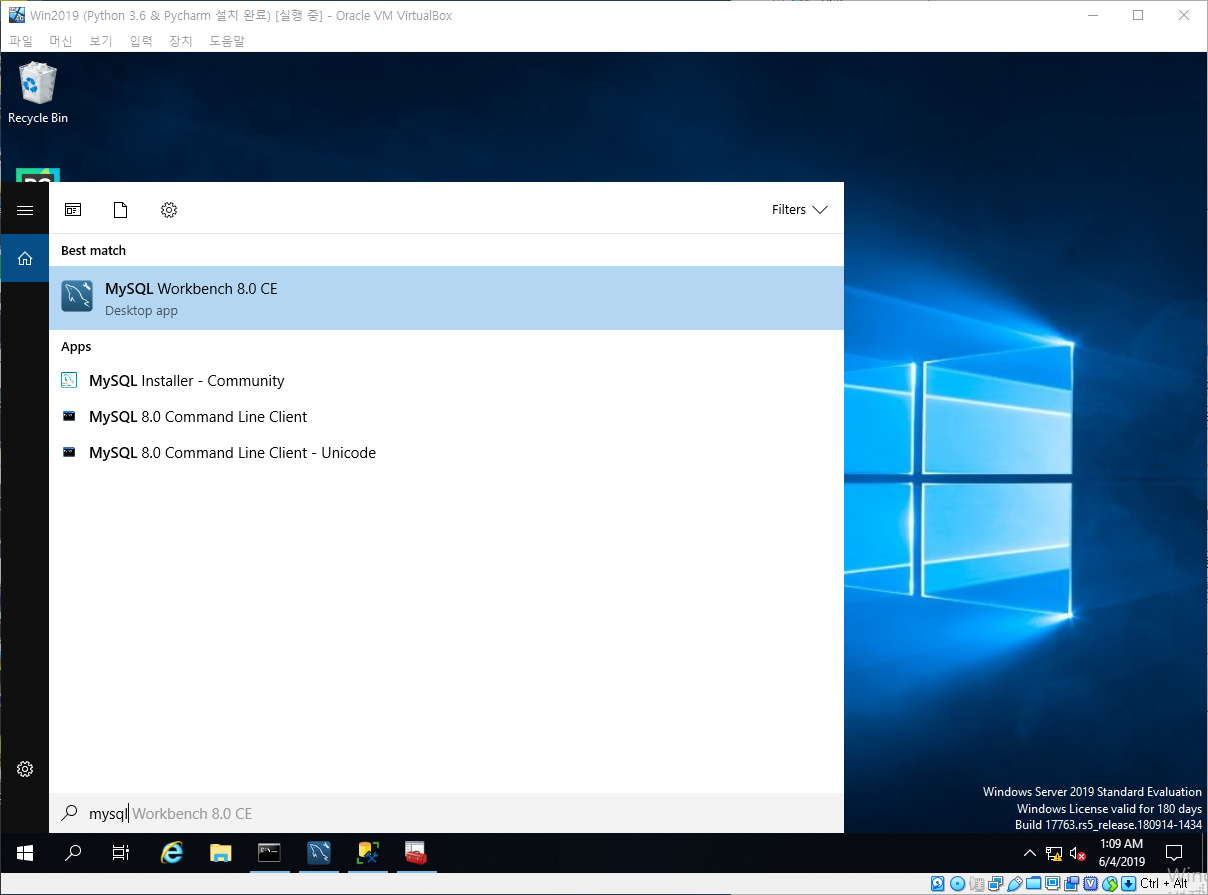 Win2019 (Python 3.6 & Pycharm 설치 완료) [실행 중] - Oracle VM VirtualBox
파일 머신 보기 입력 장치 도움말
Recycle Bin
Filters
Best match
MySQL Workbench 8.0 CE
Desktop app
Apps
MySQL Installer - Community
MySQL 8.0 Command Line Client
MySQL 8.0 Command Line Client - Unicode
mysql Workbench 8.0 CE
Windows Server 2019 Standard Evaluation
Windows License valid for 180 days
Build 17763.rs5_release.180914-1434
1:09 AM
6/4/2019
Ctrl + Alt